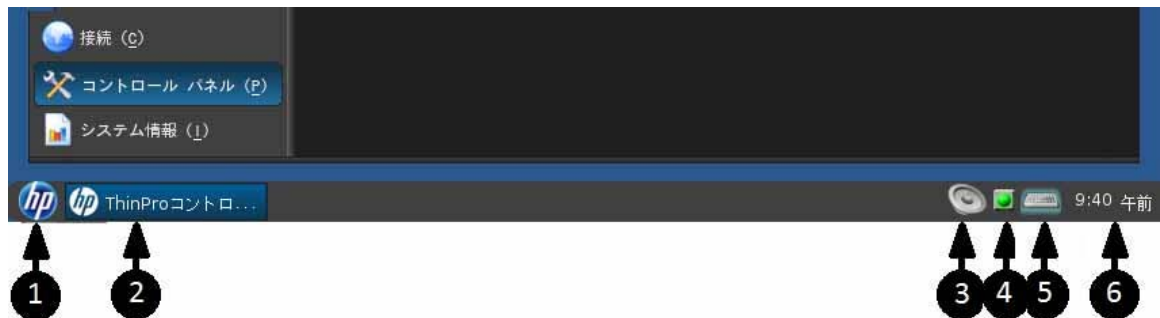 接続 (C)
コントロール パネル (P)
システム情報 (I)
hp hp ThinProコントロ... 9:40 午前
1 2 3 4 5 6